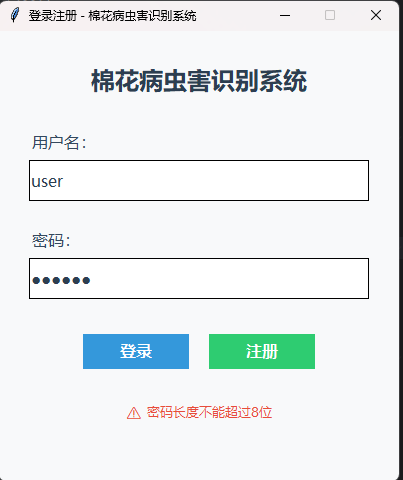 登录注册 - 棉花病虫害识别系统
棉花病虫害识别系统
用户名：
user
密码：
●●●●●●
登录 注册
⚠ 密码长度不能超过8位